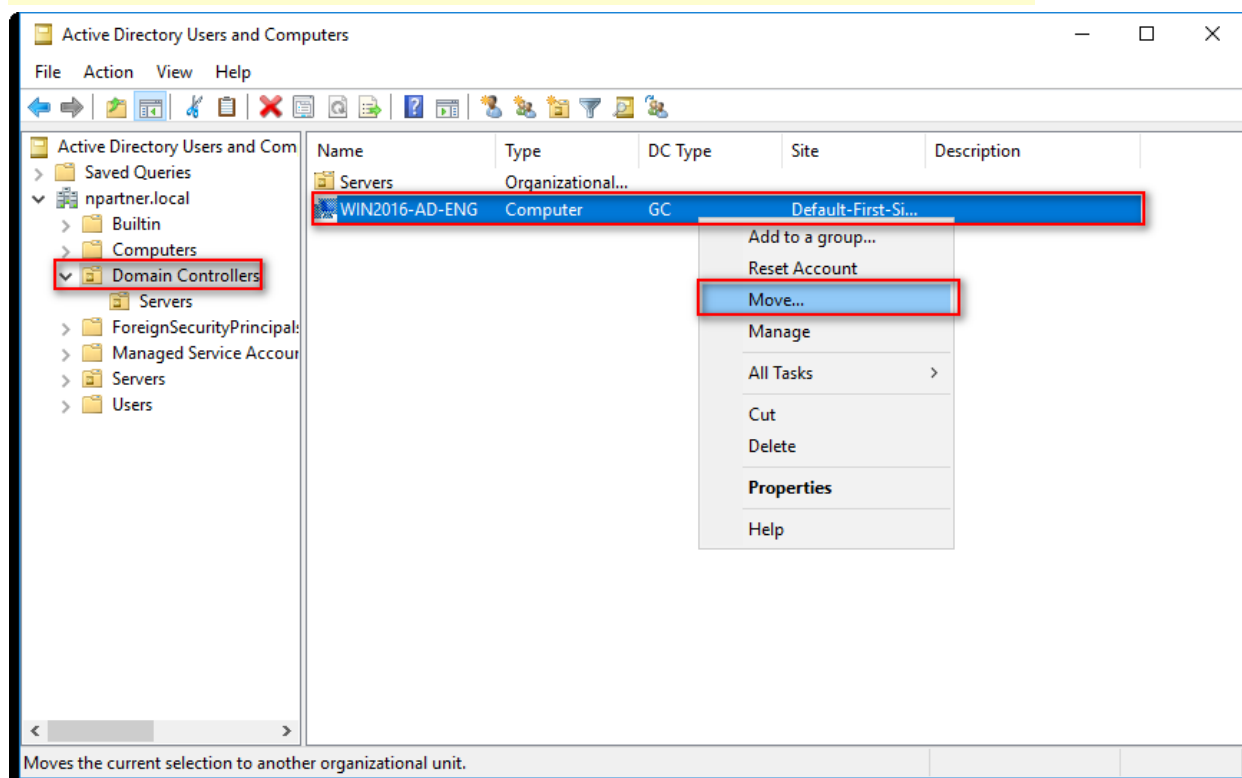 Active Directory Users and Computers
File Action View Help
Active Directory Users and Com
Saved Queries
npartner.local
Builtin
Computers
Domain Controllers
Servers
ForeignSecurityPrincipals
Managed Service Accour
Servers
Users
Name Type DC Type Site Description
Servers Organizational...
WIN2016-AD-ENG Computer GC Default-First-Si...
Add to a group...
Reset Account
Move...
Manage
All Tasks
Cut
Delete
Properties
Help
Moves the current selection to another organizational unit.